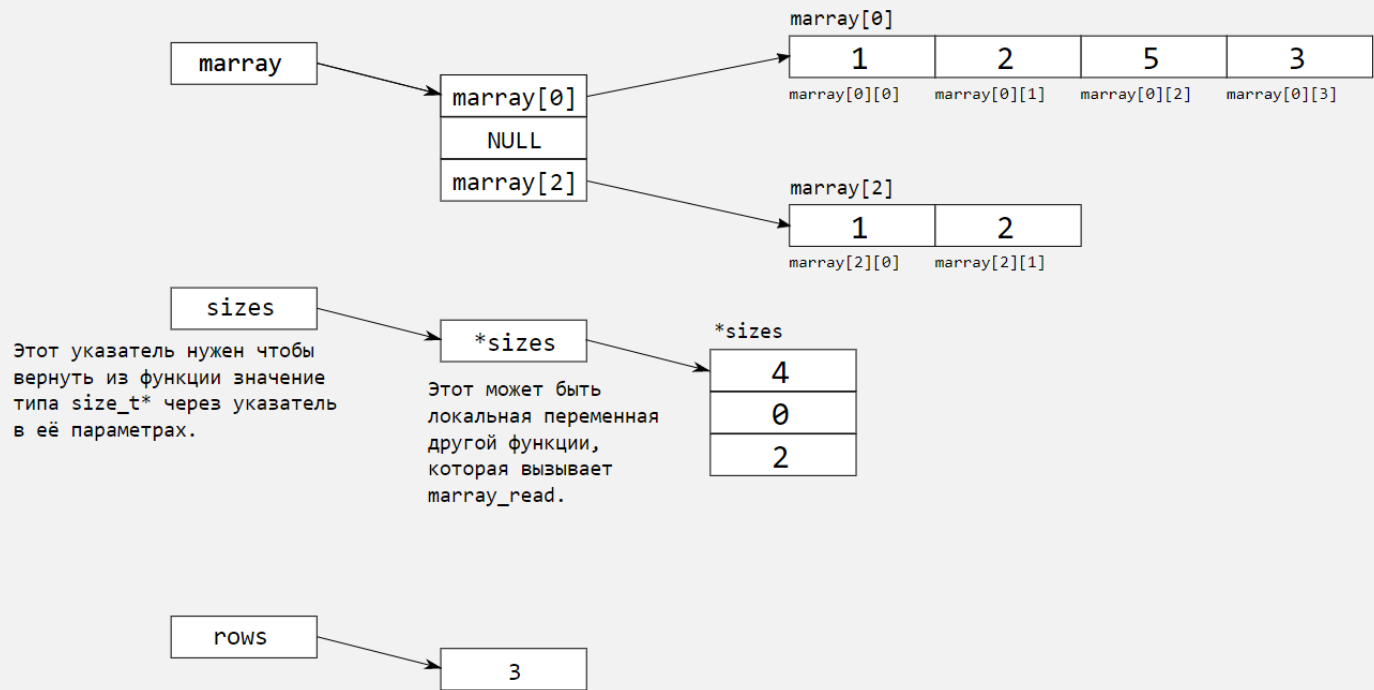 marray[0]
marray
1 2 5 3
marray[0]
marray[0][0] marray[0][1] marray[0][2] marray[0][3]
NULL
marray[2]
marray[2]
1 2
marray[2][0] marray[2][1]
sizes
*sizes
*sizes
Этот указатель нужен чтобы
вернуть из функции значение
типа size_t* через указатель
в её параметрах.
4
0
2
Этот может быть
локальная переменная
другой функции,
которая вызывает
marray_read.
rows
3